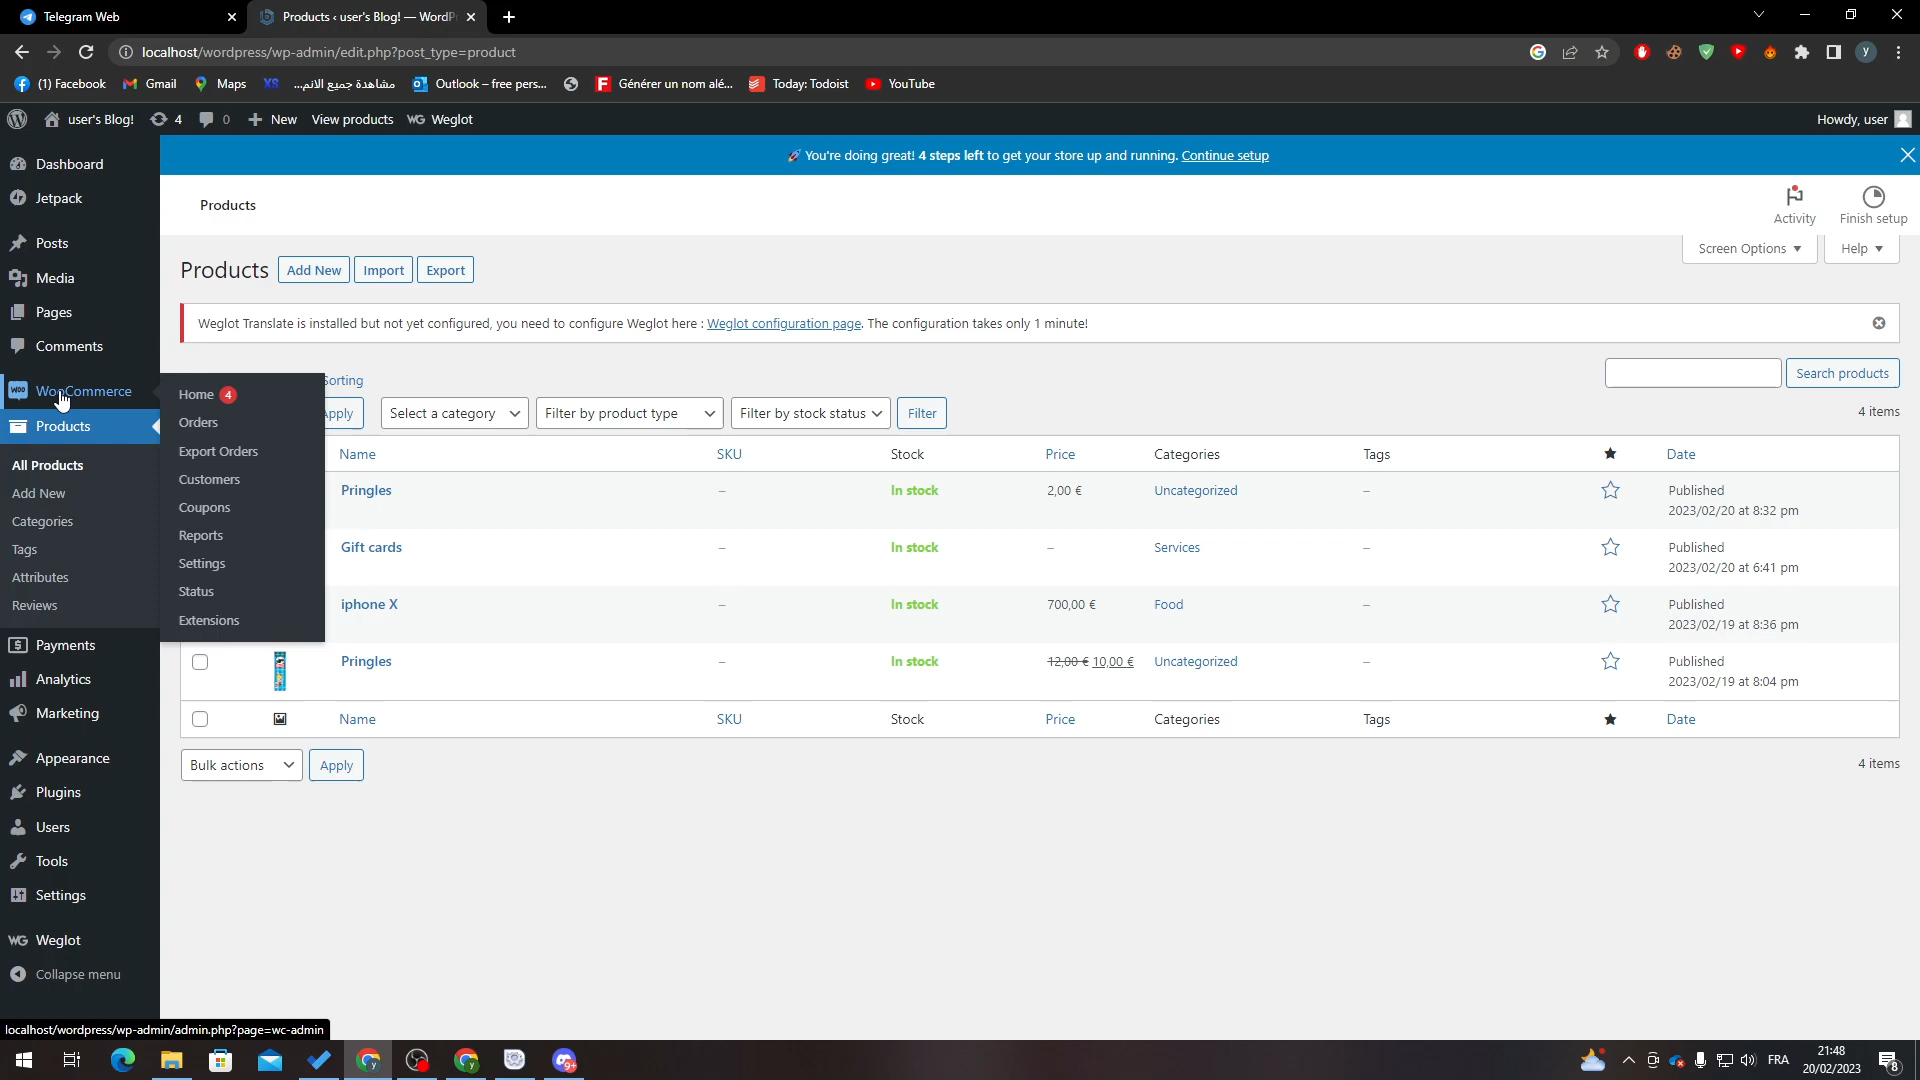 Telegram Web
Products ‹ user's Blog! — WordP
localhost/wordpress/wp-admin/edit.php?post_type=product
(1) Facebook
Gmail
Maps
XS
مشاهدة جميع الانم...
Outlook – free pers...
Générer un nom alé...
Today: Todoist
YouTube
user's Blog!
4
0
New
View products
WG Weglot
Howdy, user
Dashboard
Jetpack
Posts
Media
Pages
Comments
WooCommerce
Products
All Products
Add New
Categories
Tags
Attributes
Reviews
Payments
Analytics
Marketing
Appearance
Plugins
Users
Tools
Settings
WG Weglot
Collapse menu
Home 4
Orders
Export Orders
Customers
Coupons
Reports
Settings
Status
Extensions
🚀 You're doing great! 4 steps left to get your store up and running. Continue setup
Products
Activity
Finish setup
Screen Options
Help
Products
Add New
Import
Export
Weglot Translate is installed but not yet configured, you need to configure Weglot here : Weglot configuration page. The configuration takes only 1 minute!
Sorting
Search products
Apply
Select a category
Filter by product type
Filter by stock status
Filter
4 items
Name SKU Stock Price Categories Tags ★ Date
Pringles – In stock 2,00 € Uncategorized – Published
2023/02/20 at 8:32 pm
Gift cards – In stock – Services – Published
2023/02/20 at 6:41 pm
iphone X – In stock 700,00 € Food – Published
2023/02/19 at 8:36 pm
Pringles – In stock 12,00 € 10,00 € Uncategorized – Published
2023/02/19 at 8:04 pm
Name SKU Stock Price Categories Tags ★ Date
Bulk actions
Apply
4 items
localhost/wordpress/wp-admin/admin.php?page=wc-admin
9+
FRA
21:48
20/02/2023
8